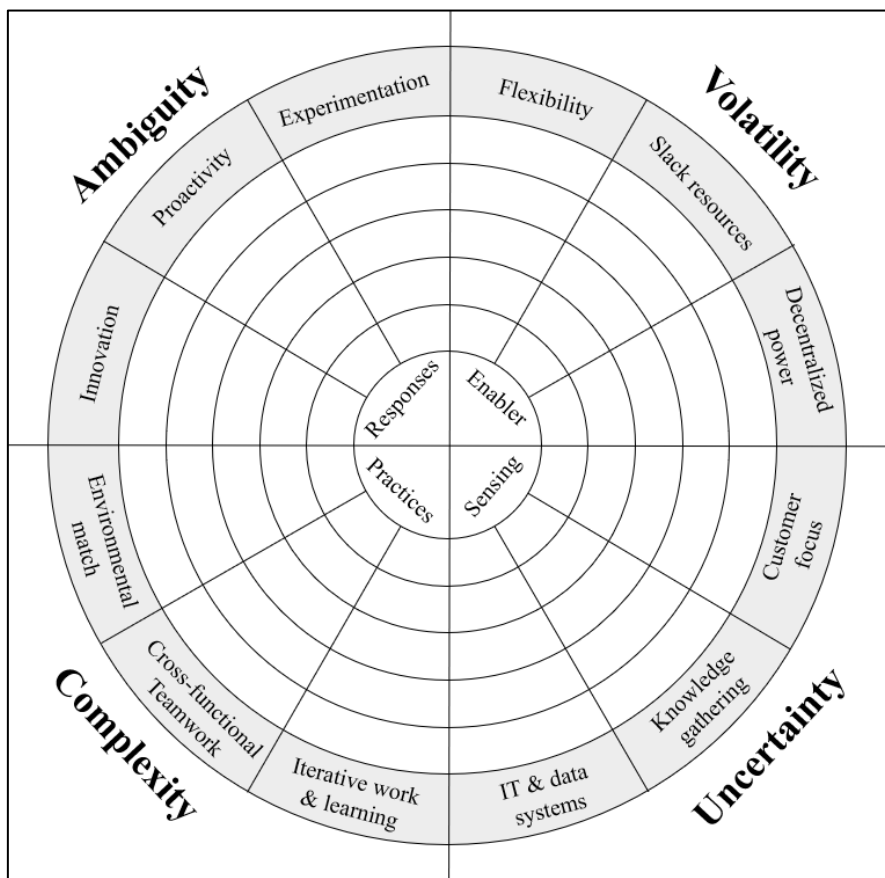 Ambiguity
Volatility
Experimentation
Flexibility
Proactivity
Slack resources
Innovation
Decentralized
power
Responses
Enabler
Practices
Sensing
Environmental
match
Customer
focus
Cross-functional
Teamwork
Knowledge
gathering
Iterative work
& learning
IT & data
systems
Complexity
Uncertainty